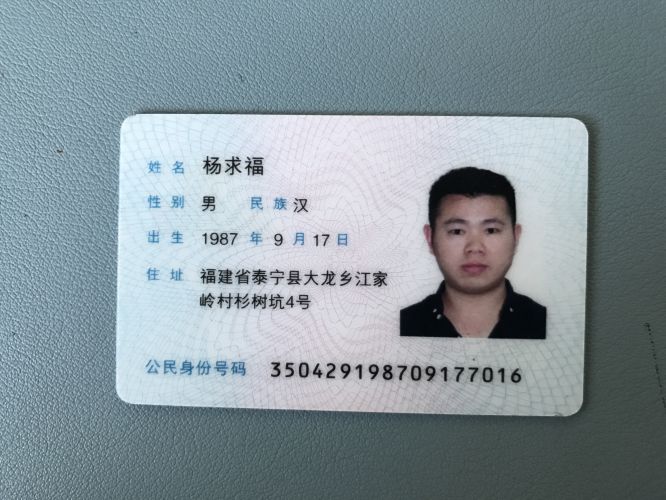 姓名 杨求福
性别 男 民族 汉
出生 1987 年 9 月 17 日
住址 福建省泰宁县大龙乡江家
岭村杉树坑4号
公民身份号码 350429198709177016